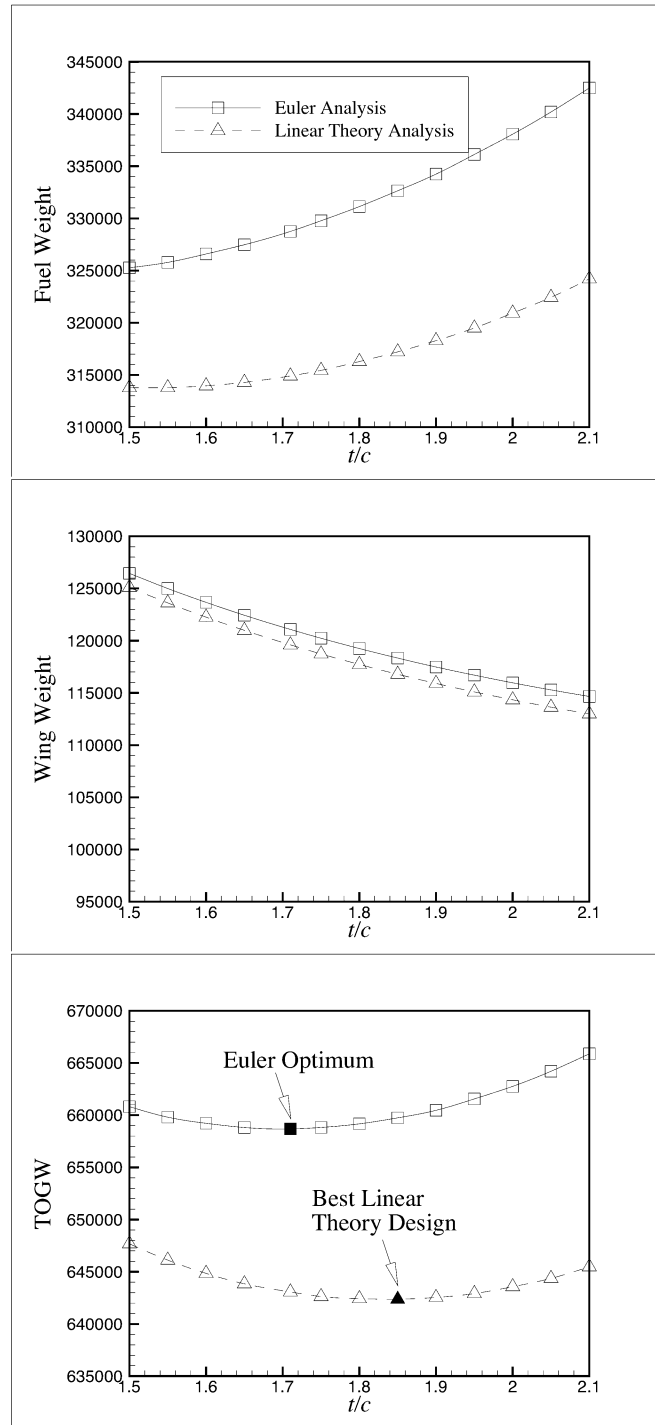 345000
340000
335000
330000
325000
320000
315000
310000
Fuel Weight
Euler Analysis
Linear Theory Analysis
1.5 1.6 1.7 1.8 1.9 2 2.1
t/c
130000
125000
120000
115000
110000
105000
100000
95000
Wing Weight
1.5 1.6 1.7 1.8 1.9 2 2.1
t/c
670000
665000
660000
655000
650000
645000
640000
635000
TOGW
Euler Optimum
Best Linear
Theory Design
1.5 1.6 1.7 1.8 1.9 2 2.1
t/c